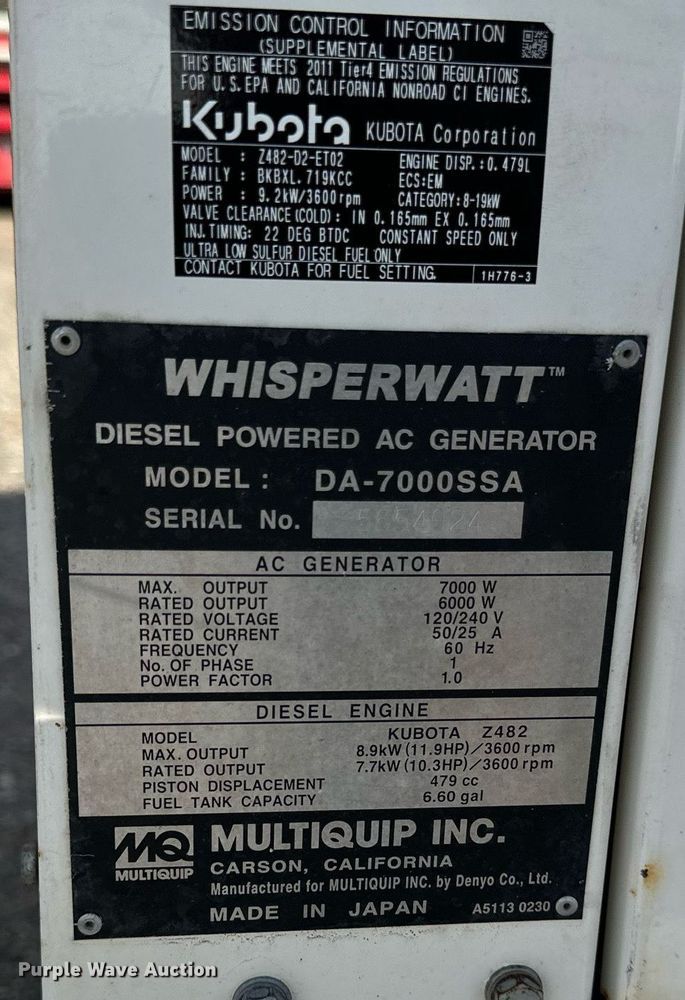 EMISSION CONTROL INFORMATION
(SUPPLEMENTAL LABEL)
THIS ENGINE MEETS 2011 Tier4 EMISSION REGULATIONS
FOR U.S.EPA AND CALIFORNIA NONROAD CI ENGINES.
Kubota KUBOTA Corporation
MODEL : Z482-D2-ET02 ENGINE DISP.:0.479L
FAMILY : BKBXL.719KCC ECS:EM
POWER : 9.2kW/3600rpm CATEGORY:8-19kW
VALVE CLEARANCE(COLD): IN 0.165mm EX 0.165mm
INJ.TIMING: 22 DEG BTDC CONSTANT SPEED ONLY
ULTRA LOW SULFUR DIESEL FUEL ONLY
CONTACT KUBOTA FOR FUEL SETTING. 1H776-3
WHISPERWATT™
DIESEL POWERED AC GENERATOR
MODEL: DA-7000SSA
SERIAL No.
AC GENERATOR
MAX. OUTPUT 7000 W
RATED OUTPUT 6000 W
RATED VOLTAGE 120/240 V
RATED CURRENT 50/25 A
FREQUENCY 60 Hz
No. OF PHASE 1
POWER FACTOR 1.0
DIESEL ENGINE
MODEL KUBOTA Z482
MAX. OUTPUT 8.9kW(11.9HP)/3600rpm
RATED OUTPUT 7.7kW(10.3HP)/3600rpm
PISTON DISPLACEMENT 479 cc
FUEL TANK CAPACITY 6.60 gal
MQ MULTIQUIP INC.
MULTIQUIP CARSON, CALIFORNIA
Manufactured for MULTIQUIP INC. by Denyo Co., Ltd.
MADE IN JAPAN A5113 0230
Purple Wave Auction